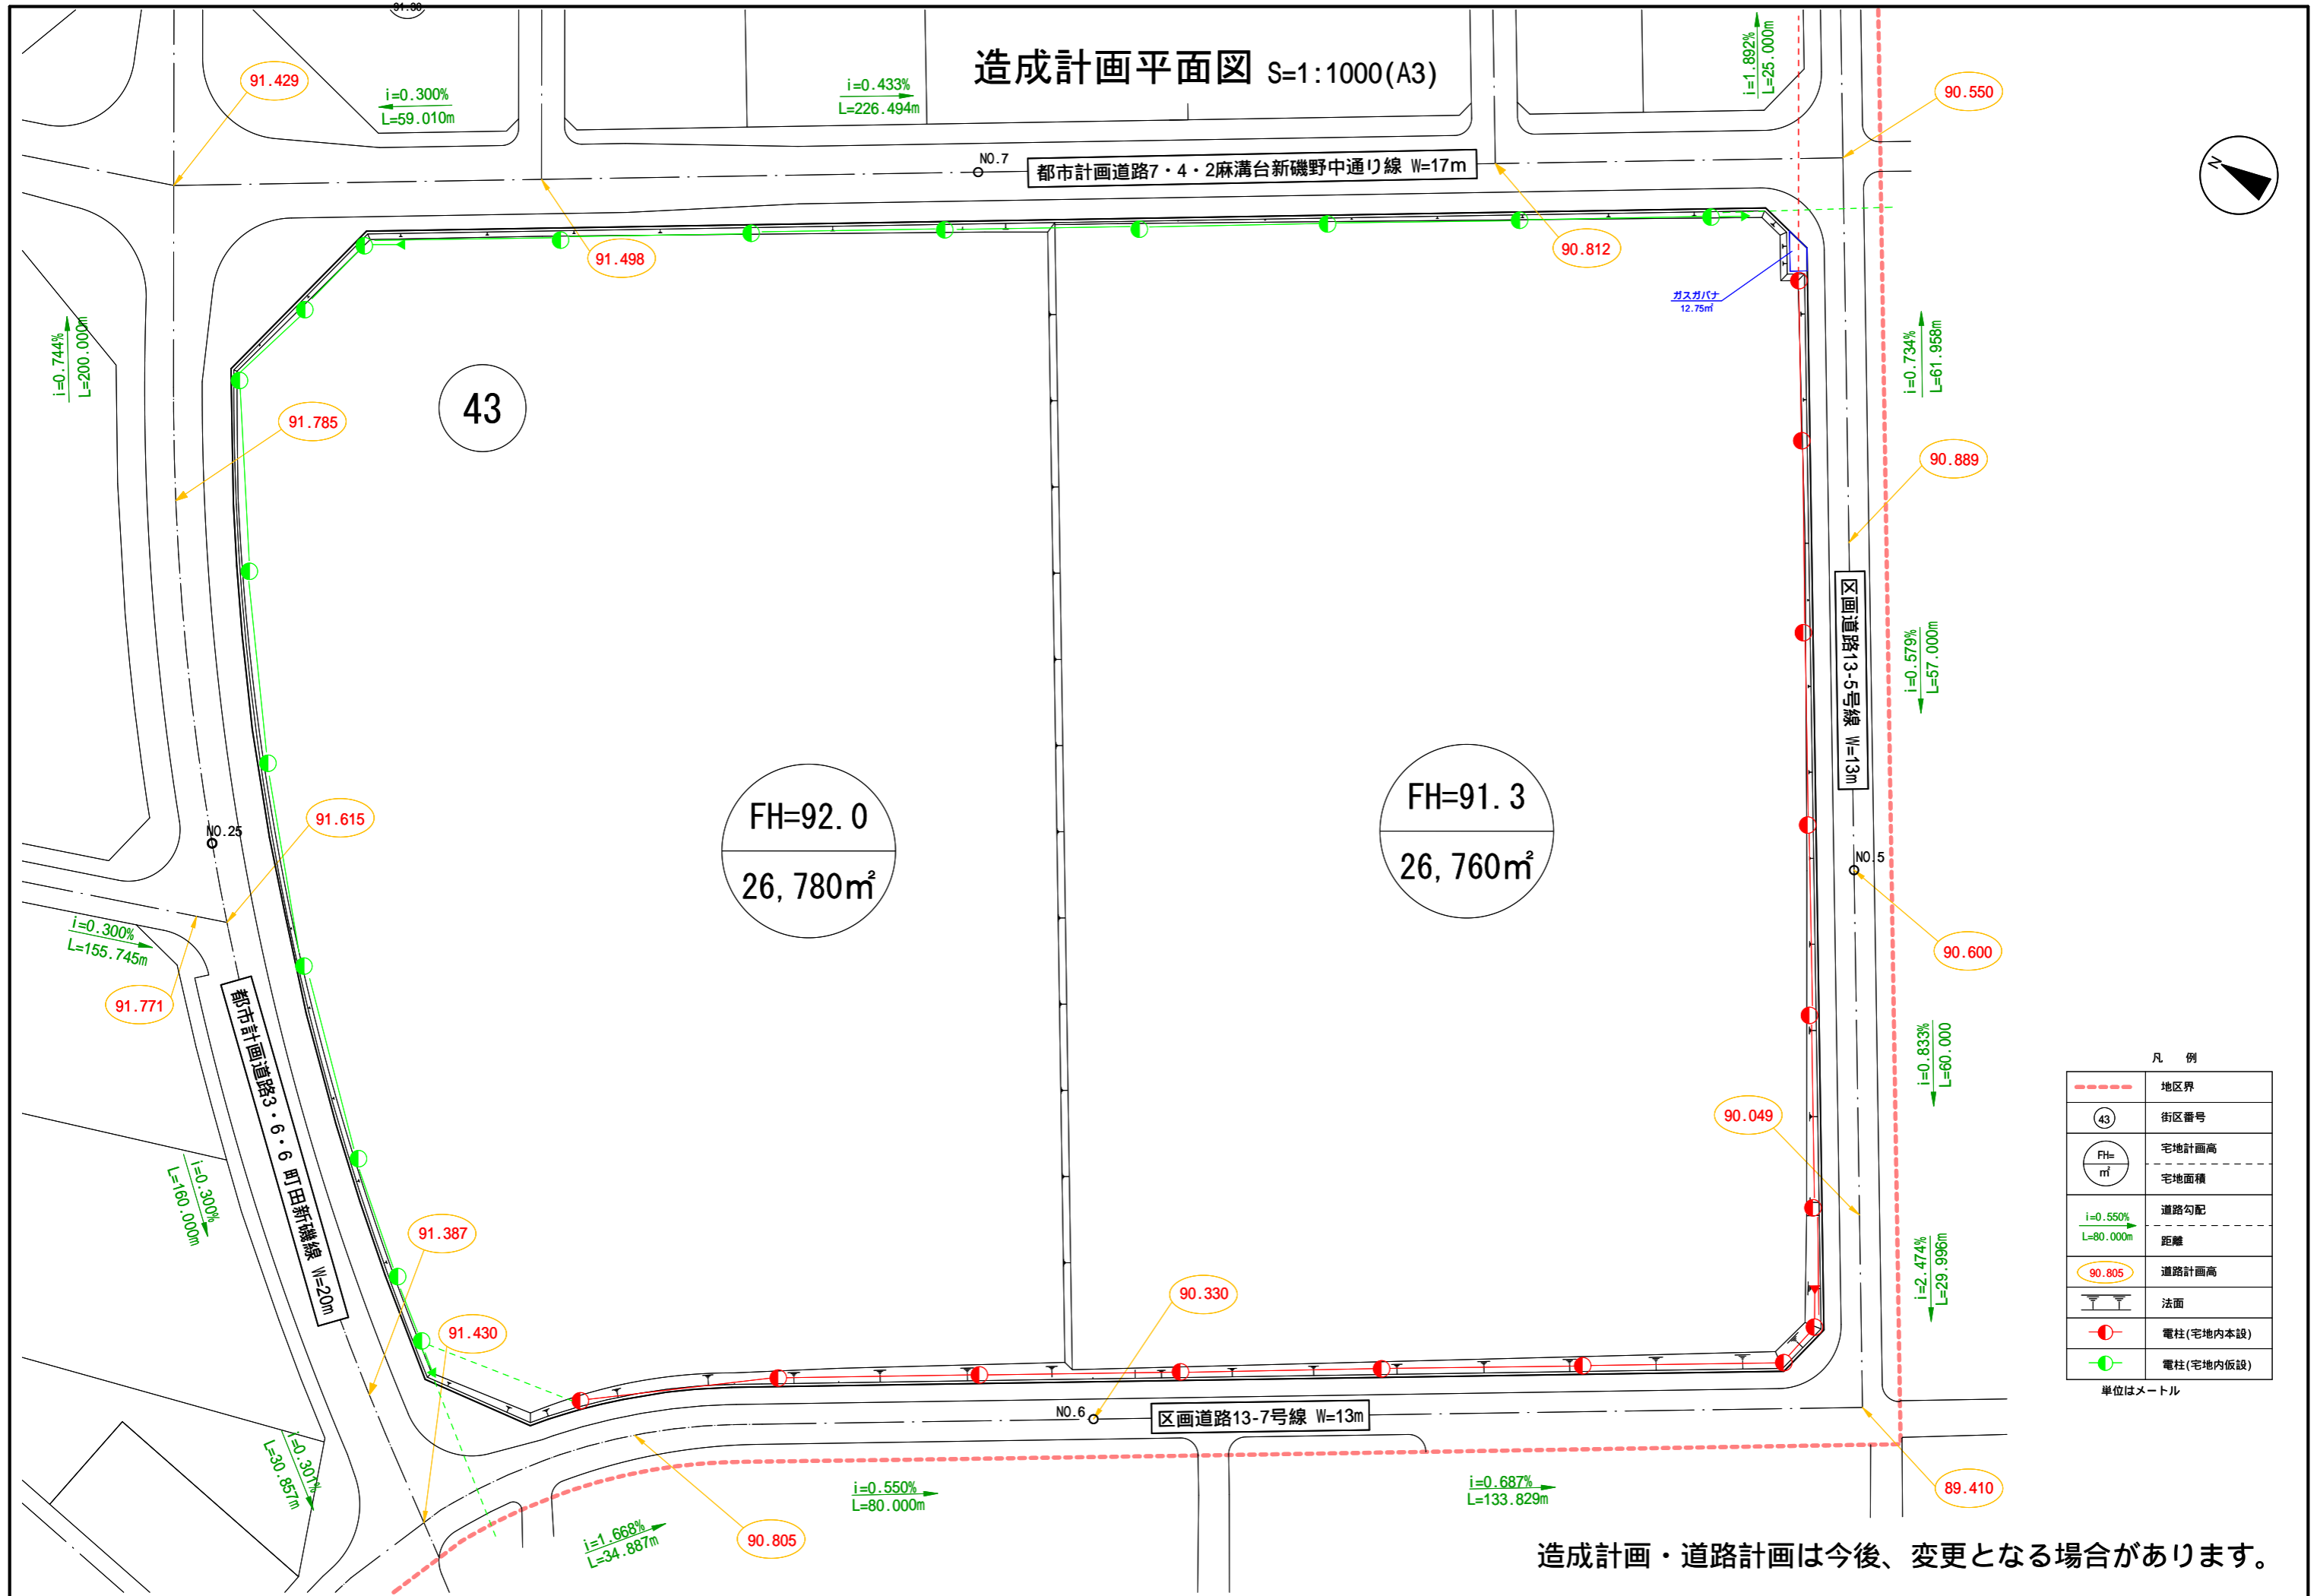 91.80
造成計画平面図 S=1:1000(A3)
91.429
i=0.300%
L=59.010m
i=0.433%
L=226.494m
i=1.892%
L=25.000m
90.550
N
NO.7
都市計画道路7・4・2麻溝台新磯野中通り線 W=17m
91.498
90.812
ガスガバナ
12.75㎡
i=0.744%
L=200.000m
i=0.734%
L=61.958m
43
91.785
90.889
区画道路13-5号線 W=13m
i=0.579%
L=57.000m
FH=92.0
26,780㎡
FH=91.3
26,760㎡
91.615
NO.25
NO.5
90.600
i=0.300%
L=155.745m
91.771
都市計画道路3・6・6 町田新磯線 W=20m
i=0.833%
L=60.000
90.049
i=0.300%
L=160.000m
91.387
91.430
90.330
i=2.474%
L=29.996m
NO.6
区画道路13-7号線 W=13m
i=0.301%
L=30.857m
i=0.550%
L=80.000m
i=0.687%
L=133.829m
89.410
i=1.668%
L=34.887m
90.805
凡 例
地区界
43
街区番号
FH=
㎡
宅地計画高
宅地面積
i=0.550%
L=80.000m
道路勾配
距離
90.805
道路計画高
法面
電柱(宅地内本設)
電柱(宅地内仮設)
単位はメートル
造成計画・道路計画は今後、変更となる場合があります。